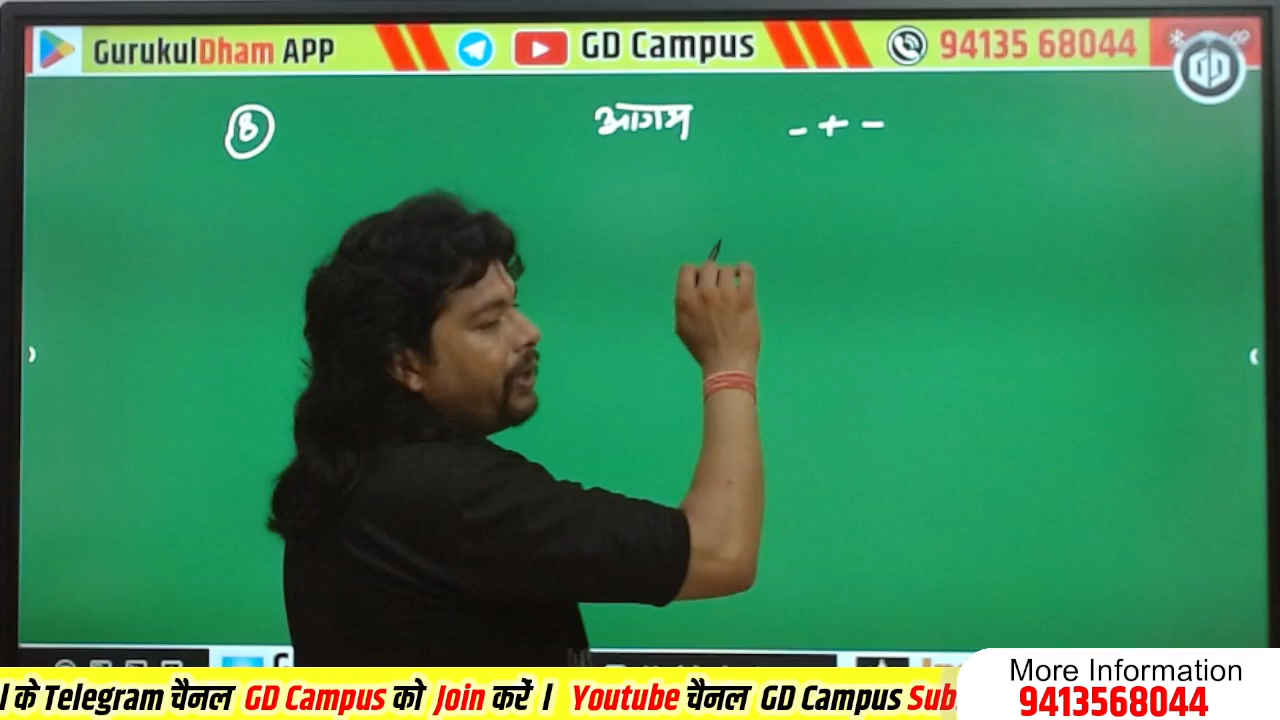 GurukulDham APP GD Campus 94135 68044
GD
8 आगम - + -
। के Telegram चैनल GD Campus को Join करें । Youtube चैनल GD Campus Sub
More Information
9413568044